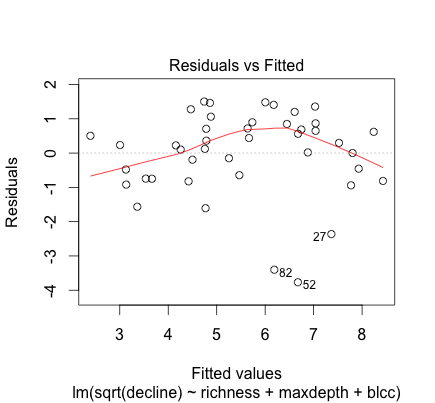 Residuals vs Fitted
Residuals
2
1
0
-1
-2
-3
-4
27
82
52
3 4 5 6 7 8
Fitted values
lm(sqrt(decline) ~ richness + maxdepth + blcc)